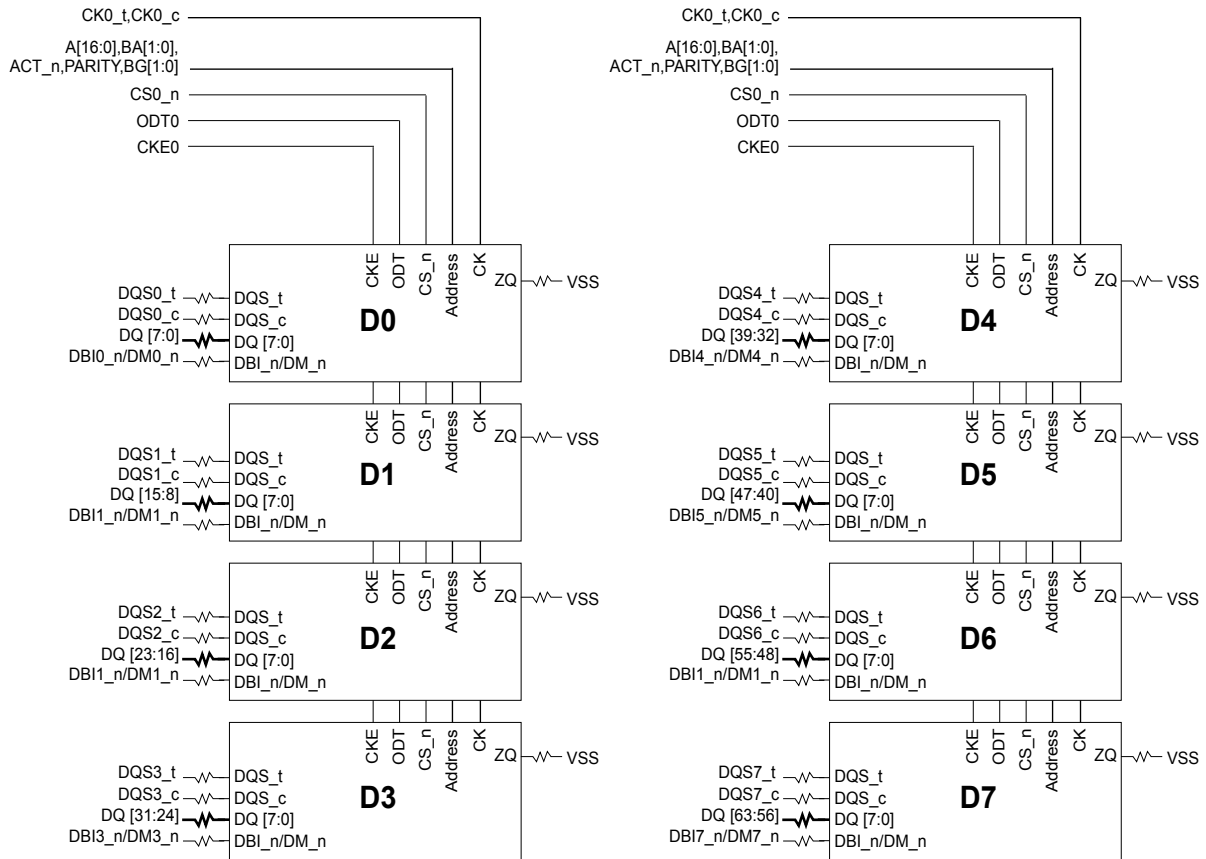 CK0_t,CK0_c
A[16:0],BA[1:0],
ACT_n,PARITY,BG[1:0]
CS0_n
ODT0
CKE0
CKE
ODT
CS_n
Address
CK
ZQ
VSS
DQS0_t
DQS0_c
DQ [7:0]
DBI0_n/DM0_n
DQS_t
DQS_c
DQ [7:0]
DBI_n/DM_n
D0
CKE
ODT
CS_n
Address
CK
ZQ
VSS
DQS1_t
DQS1_c
DQ [15:8]
DBI1_n/DM1_n
DQS_t
DQS_c
DQ [7:0]
DBI_n/DM_n
D1
CKE
ODT
CS_n
Address
CK
ZQ
VSS
DQS2_t
DQS2_c
DQ [23:16]
DBI1_n/DM1_n
DQS_t
DQS_c
DQ [7:0]
DBI_n/DM_n
D2
CKE
ODT
CS_n
Address
CK
ZQ
VSS
DQS3_t
DQS3_c
DQ [31:24]
DBI3_n/DM3_n
DQS_t
DQS_c
DQ [7:0]
DBI_n/DM_n
D3
CK0_t,CK0_c
A[16:0],BA[1:0],
ACT_n,PARITY,BG[1:0]
CS0_n
ODT0
CKE0
CKE
ODT
CS_n
Address
CK
ZQ
VSS
DQS4_t
DQS4_c
DQ [39:32]
DBI4_n/DM4_n
DQS_t
DQS_c
DQ [7:0]
DBI_n/DM_n
D4
CKE
ODT
CS_n
Address
CK
ZQ
VSS
DQS5_t
DQS5_c
DQ [47:40]
DBI5_n/DM5_n
DQS_t
DQS_c
DQ [7:0]
DBI_n/DM_n
D5
CKE
ODT
CS_n
Address
CK
ZQ
VSS
DQS6_t
DQS6_c
DQ [55:48]
DBI1_n/DM1_n
DQS_t
DQS_c
DQ [7:0]
DBI_n/DM_n
D6
CKE
ODT
CS_n
Address
CK
ZQ
VSS
DQS7_t
DQS7_c
DQ [63:56]
DBI7_n/DM7_n
DQS_t
DQS_c
DQ [7:0]
DBI_n/DM_n
D7